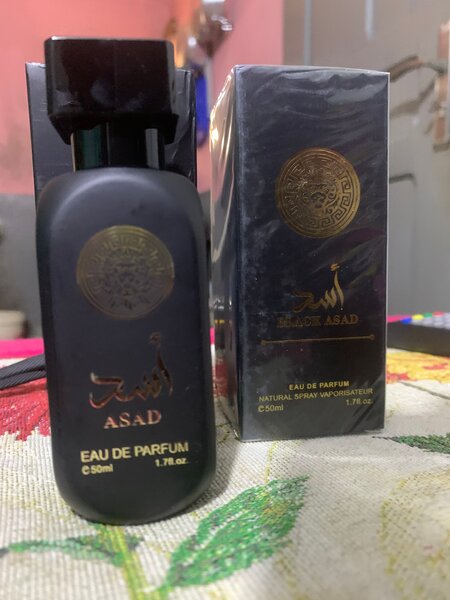 أسد
ASAD
EAU DE PARFUM
℮50ml 1.7fl.oz.
أسد
BLACK ASAD
EAU DE PARFUM
NATURAL SPRAY VAPORISATEUR
℮50ml 1.7fl.oz.